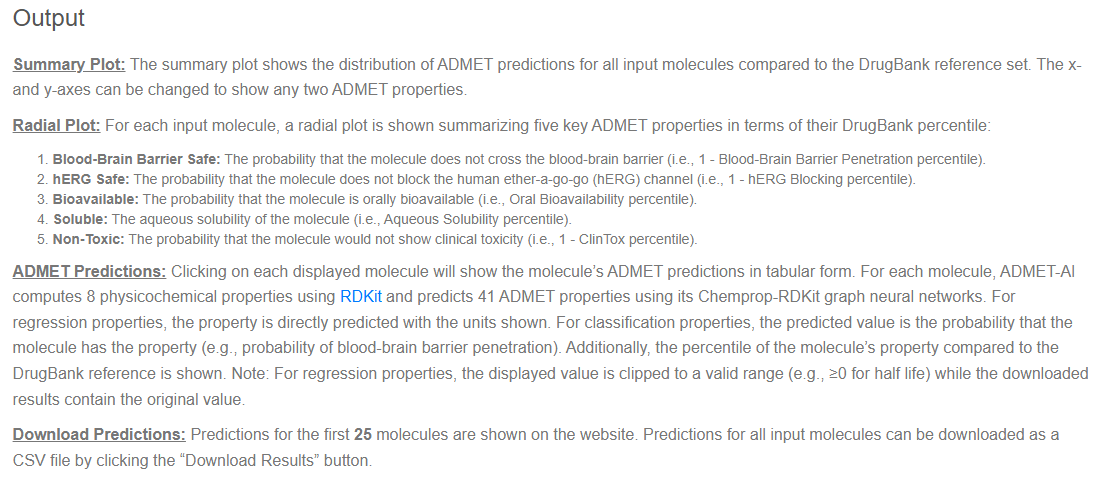 Output
Summary Plot: The summary plot shows the distribution of ADMET predictions for all input molecules compared to the DrugBank reference set. The x-
and y-axes can be changed to show any two ADMET properties.
Radial Plot: For each input molecule, a radial plot is shown summarizing five key ADMET properties in terms of their DrugBank percentile:
1. Blood-Brain Barrier Safe: The probability that the molecule does not cross the blood-brain barrier (i.e., 1 - Blood-Brain Barrier Penetration percentile).
2. hERG Safe: The probability that the molecule does not block the human ether-a-go-go (hERG) channel (i.e., 1 - hERG Blocking percentile).
3. Bioavailable: The probability that the molecule is orally bioavailable (i.e., Oral Bioavailability percentile).
4. Soluble: The aqueous solubility of the molecule (i.e., Aqueous Solubility percentile).
5. Non-Toxic: The probability that the molecule would not show clinical toxicity (i.e., 1 - ClinTox percentile).
ADMET Predictions: Clicking on each displayed molecule will show the molecule’s ADMET predictions in tabular form. For each molecule, ADMET-AI
computes 8 physicochemical properties using RDKit and predicts 41 ADMET properties using its Chemprop-RDKit graph neural networks. For
regression properties, the property is directly predicted with the units shown. For classification properties, the predicted value is the probability that the
molecule has the property (e.g., probability of blood-brain barrier penetration). Additionally, the percentile of the molecule’s property compared to the
DrugBank reference is shown. Note: For regression properties, the displayed value is clipped to a valid range (e.g., ≥0 for half life) while the downloaded
results contain the original value.
Download Predictions: Predictions for the first 25 molecules are shown on the website. Predictions for all input molecules can be downloaded as a
CSV file by clicking the “Download Results” button.